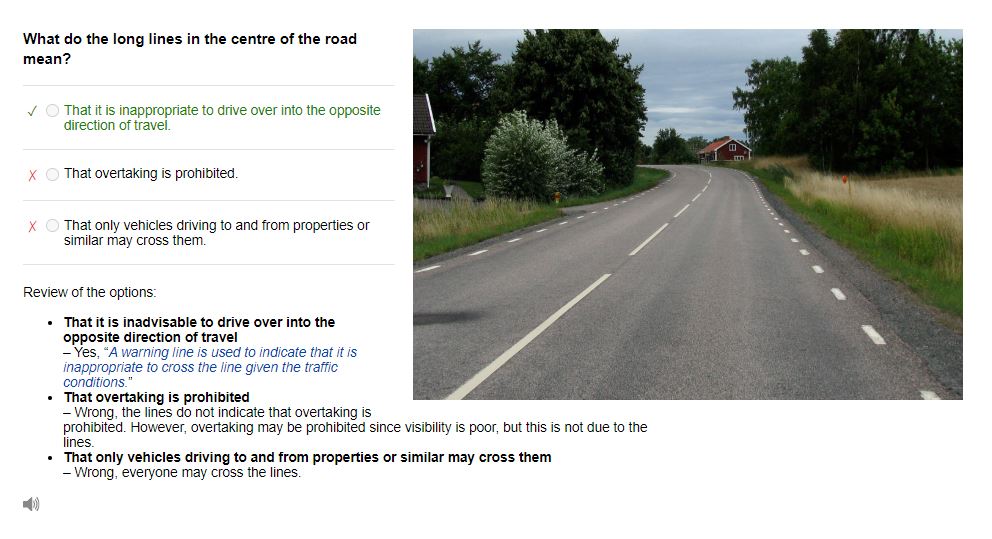 What do the long lines in the centre of the road
mean?
✓ That it is inappropriate to drive over into the opposite
direction of travel.
✗ That overtaking is prohibited.
✗ That only vehicles driving to and from properties or
similar may cross them.
Review of the options:
• That it is inadvisable to drive over into the
opposite direction of travel
– Yes, “A warning line is used to indicate that it is
inappropriate to cross the line given the traffic
conditions.”
• That overtaking is prohibited
– Wrong, the lines do not indicate that overtaking is
prohibited. However, overtaking may be prohibited since visibility is poor, but this is not due to the
lines.
• That only vehicles driving to and from properties or similar may cross them
– Wrong, everyone may cross the lines.